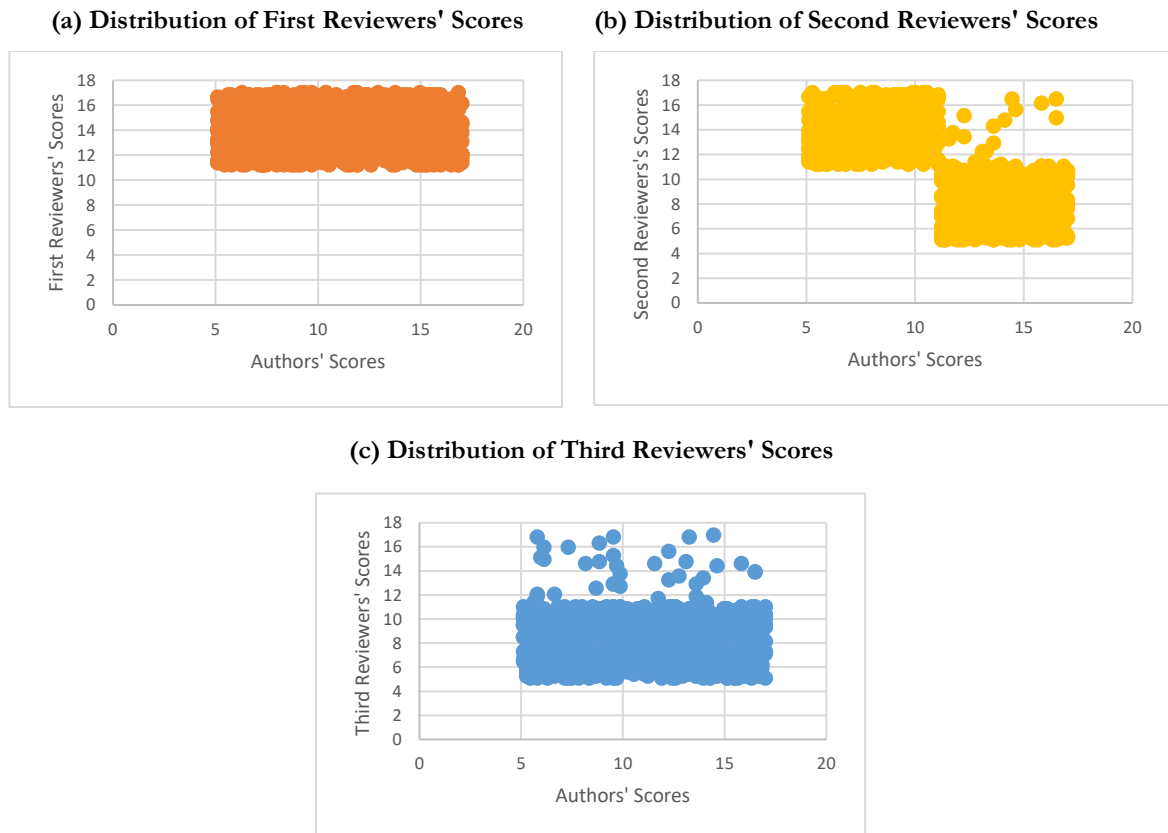 (a) Distribution of First Reviewers' Scores
18
16
14
12
10
8
6
4
2
0
First Reviewers' Scores
0 5 10 15 20
Authors' Scores
(b) Distribution of Second Reviewers' Scores
18
16
14
12
10
8
6
4
2
0
Second Reviewer's's Scores
0 5 10 15 20
Authors' Scores
(c) Distribution of Third Reviewers' Scores
18
16
14
12
10
8
6
4
2
0
Third Reviewers' Scores
0 5 10 15 20
Authors' Scores